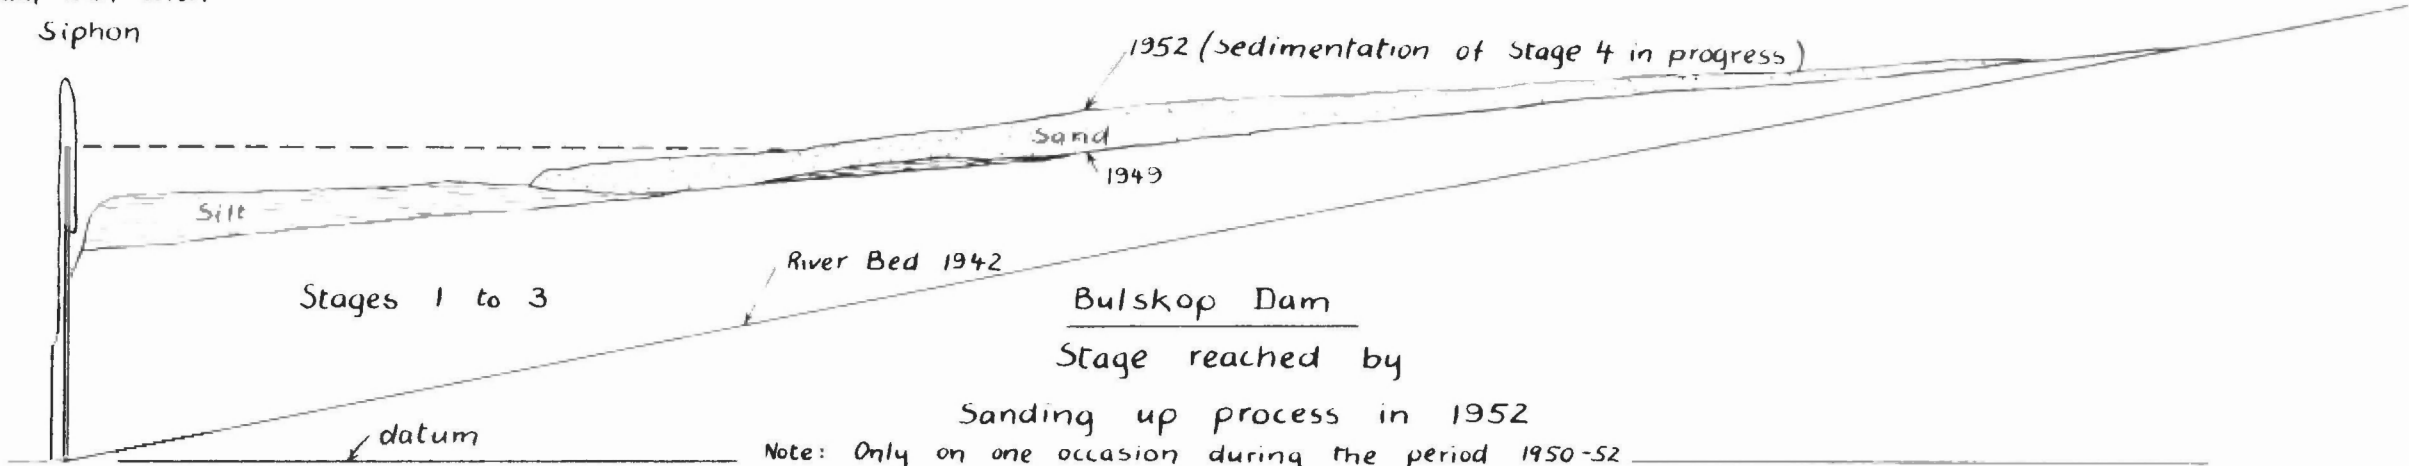 Siphon
1952 (Sedimentation of Stage 4 in progress)
Sand
1949
Silt
River Bed 1942
Stages 1 to 3
Bulskop Dam
Stage reached by
Sanding up process in 1952
datum
Note: Only on one occasion during the period 1950-52